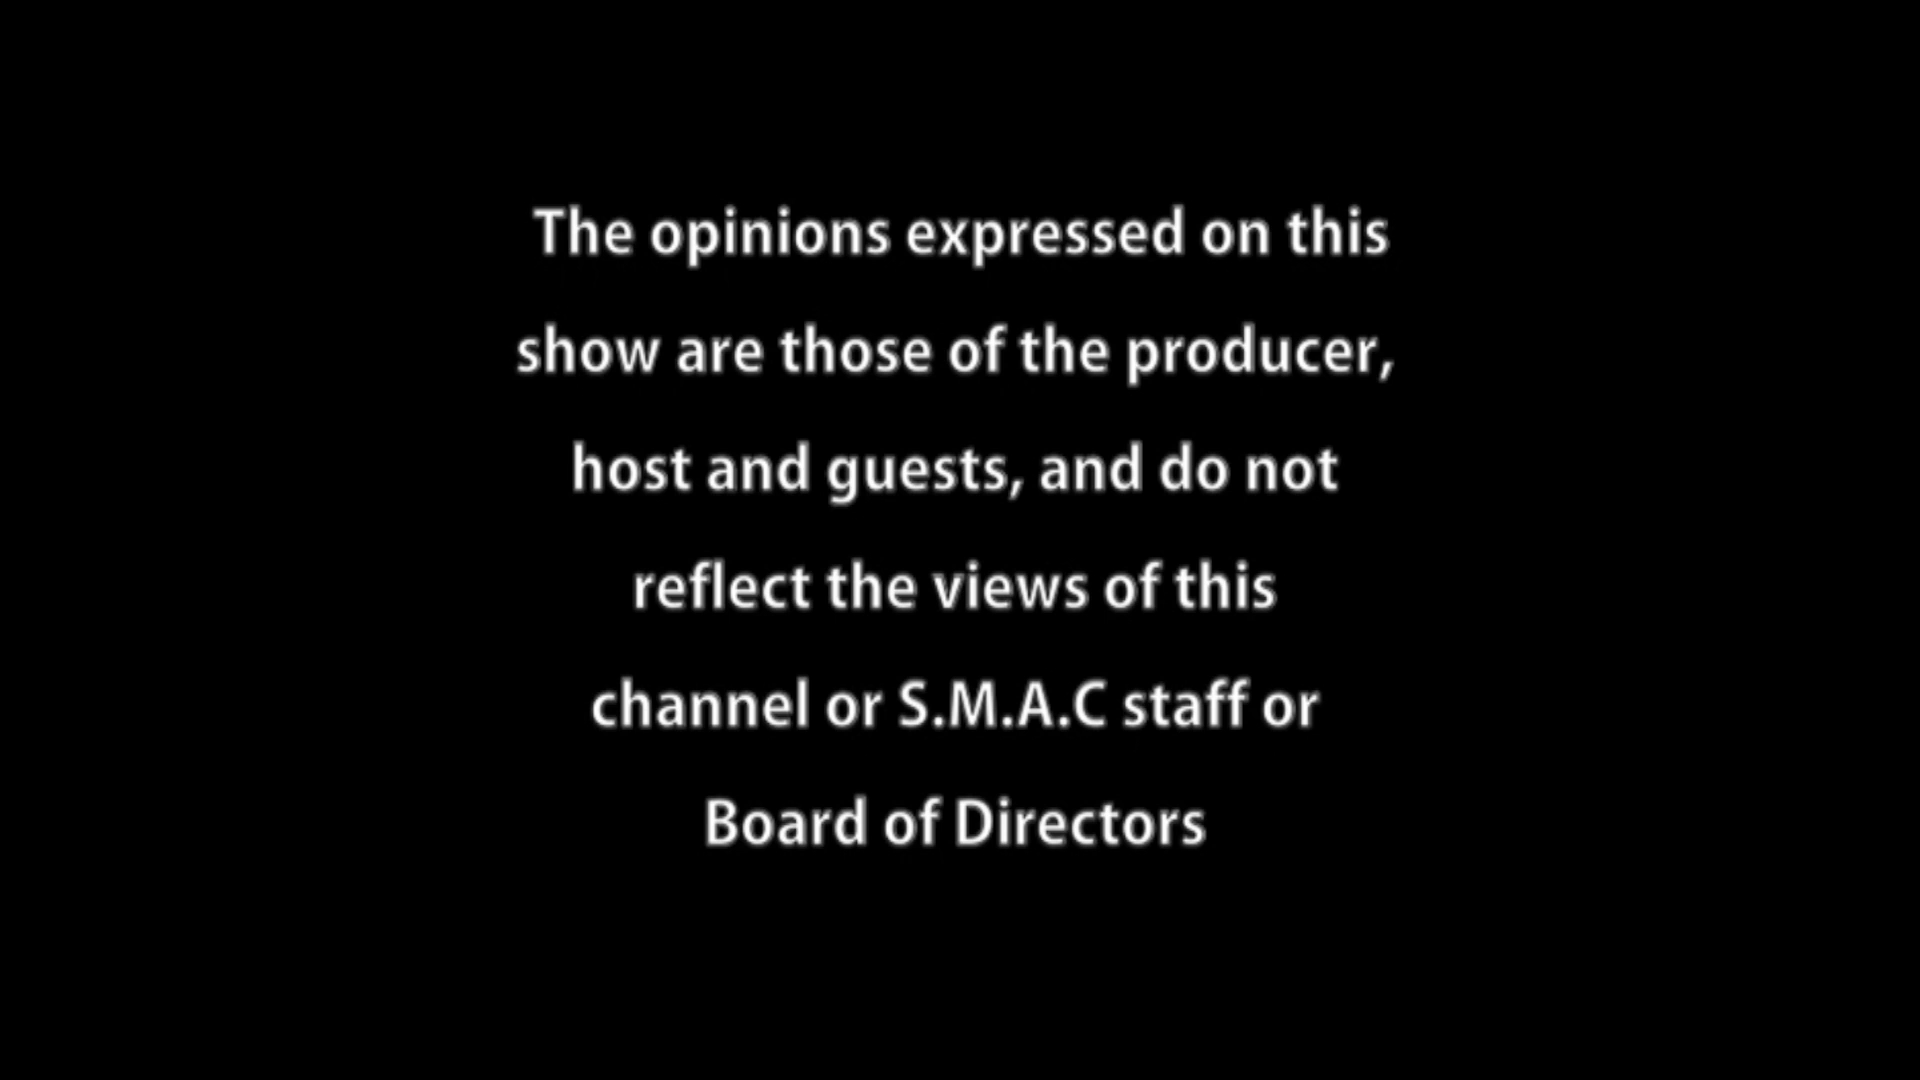 The opinions expressed on this
show are those of the producer,
host and guests, and do not
reflect the views of this
channel or S.M.A.C staff or
Board of Directors